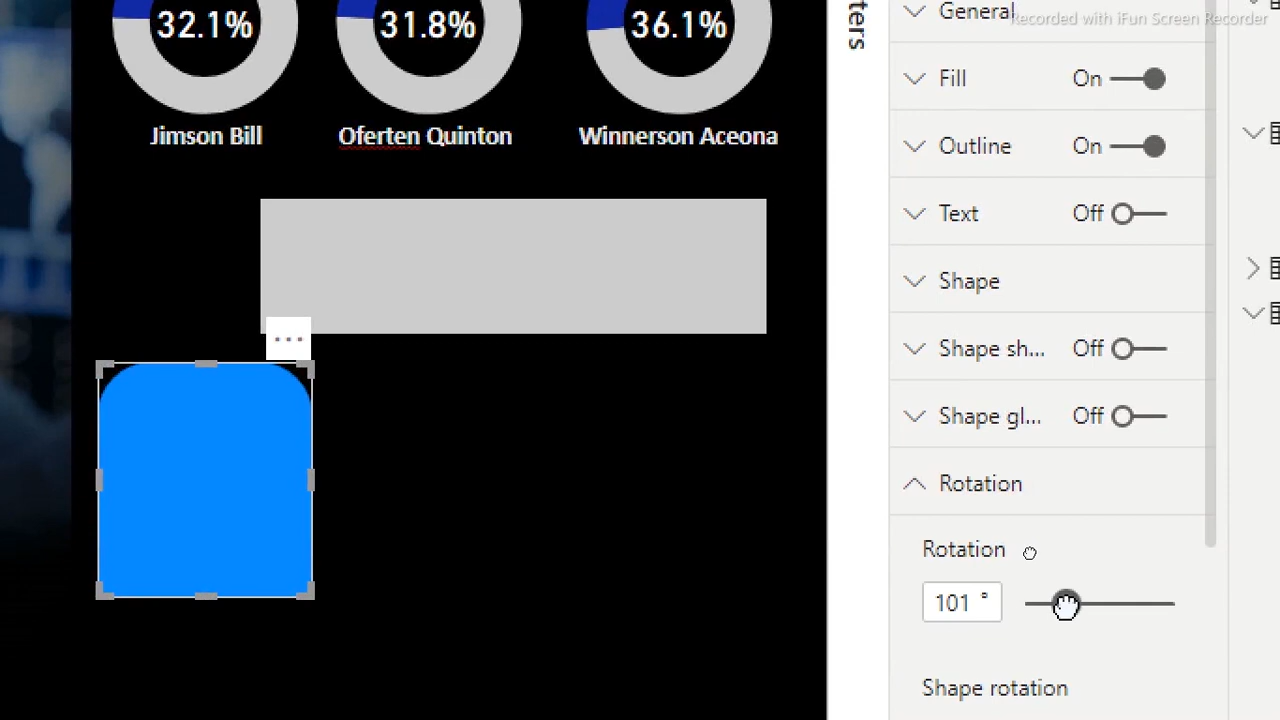 Recorded with iFun Screen Recorder
32.1%
31.8%
36.1%
Jimson Bill
Oferten Quinton
Winnerson Aceona
...
ters
General
Fill On
Outline On
Text Off
Shape
Shape sh... Off
Shape gl... Off
Rotation
Rotation
101 °
Shape rotation